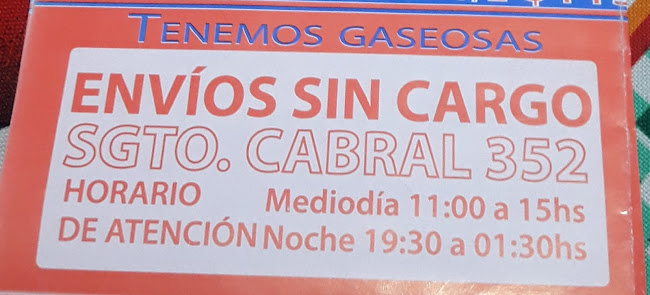 TENEMOS GASEOSAS
ENVÍOS SIN CARGO
SGTO. CABRAL 352
HORARIO Mediodía 11:00 a 15hs
DE ATENCIÓN Noche 19:30 a 01:30hs